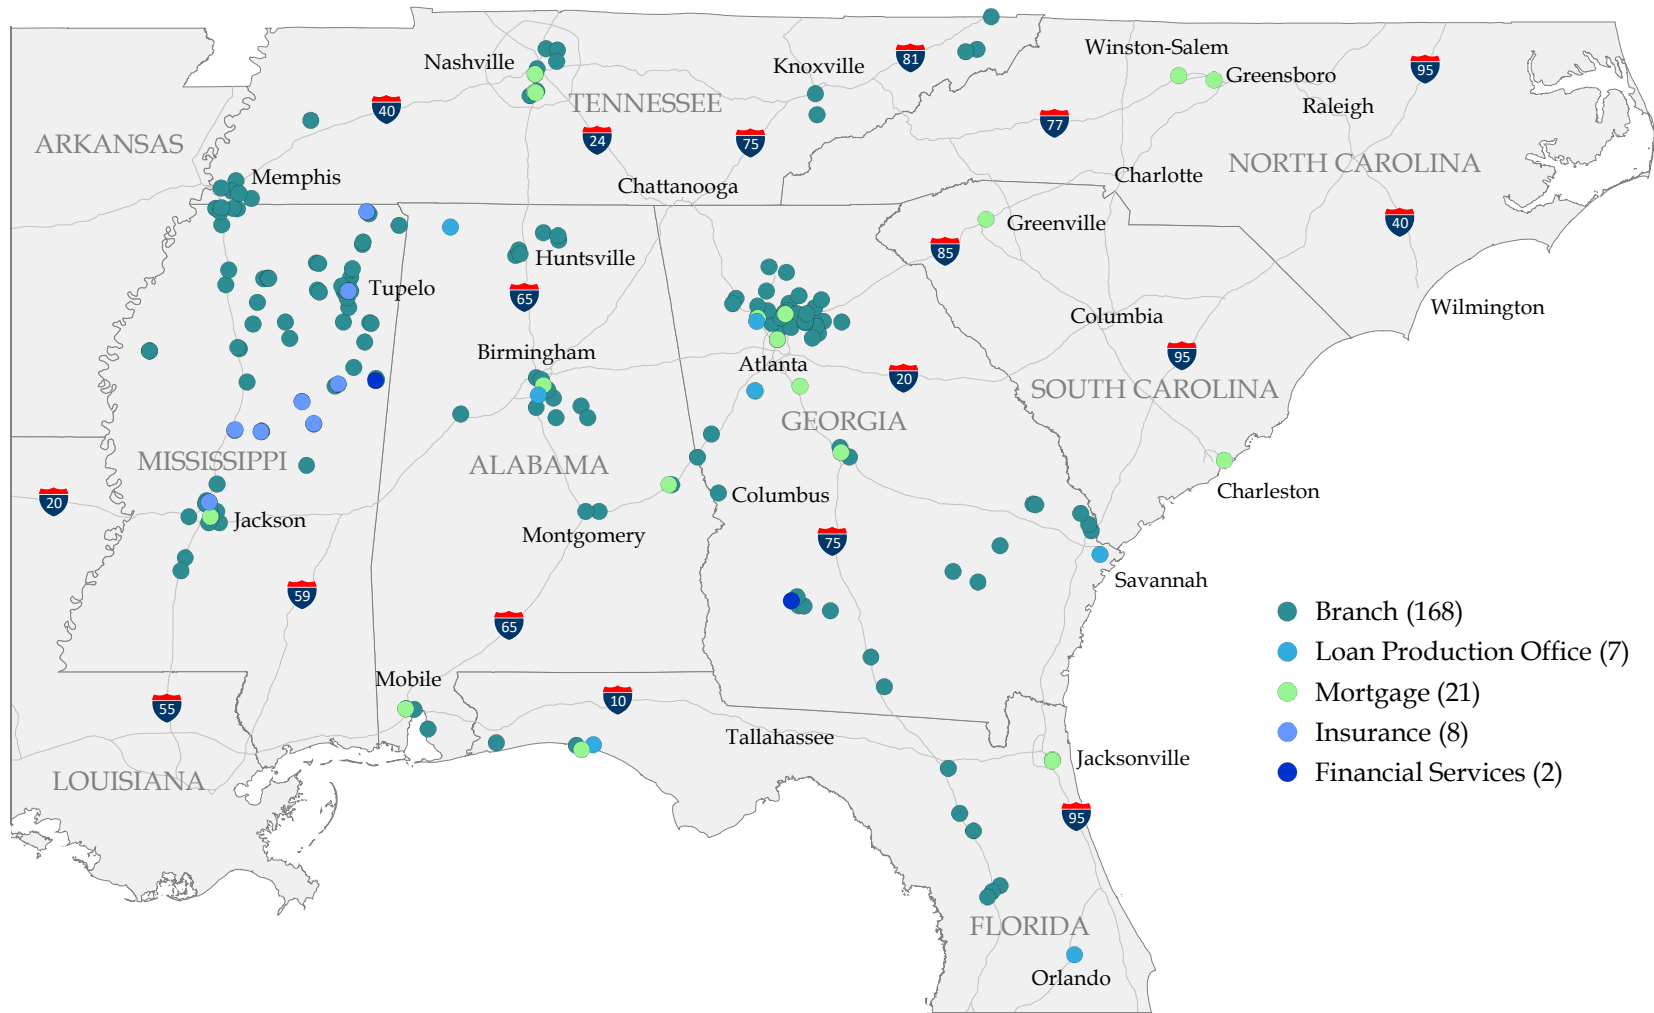 Winston-Salem
Nashville
Knoxville
81
95
Greensboro
40
TENNESSEE
Raleigh
77
ARKANSAS
24
75
NORTH CAROLINA
Memphis
Chattanooga
Charlotte
Greenville
40
85
Huntsville
Tupelo
65
Wilmington
Columbia
Birmingham
95
Atlanta
20
SOUTH CAROLINA
GEORGIA
MISSISSIPPI
ALABAMA
Columbus
Charleston
20
Jackson
Montgomery
75
Savannah
59
65
Branch (168)
Loan Production Office (7)
Mortgage (21)
Insurance (8)
Financial Services (2)
Mobile
55
10
Tallahassee
Jacksonville
LOUISIANA
95
FLORIDA
Orlando